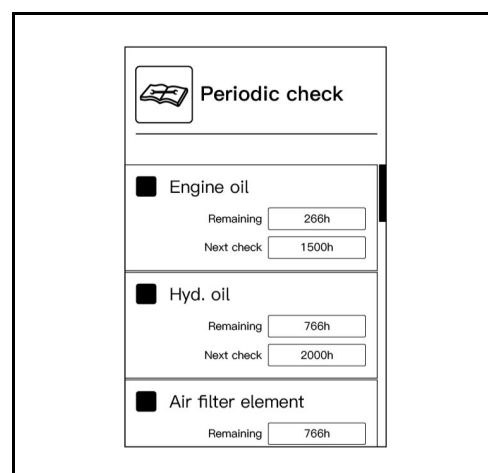 Periodic check
Engine oil
Remaining 266h
Next check 1500h
Hyd. oil
Remaining 766h
Next check 2000h
Air filter element
Remaining 766h